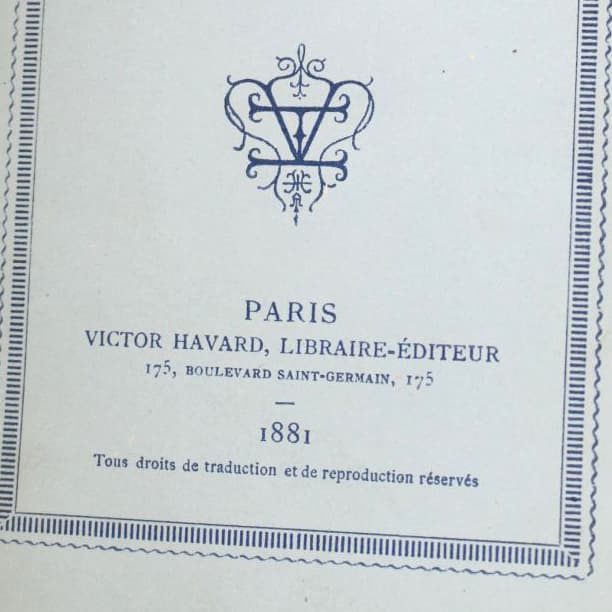 PARIS
VICTOR HAVARD, LIBRAIRE-ÉDITEUR
175, BOULEVARD SAINT-GERMAIN, 175
1881
Tous droits de traduction et de reproduction réservés